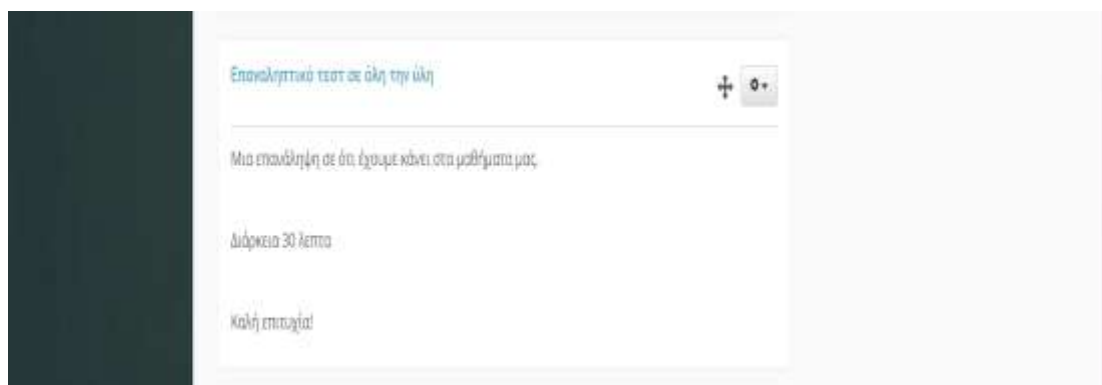 Επαναληπτικό τεστ σε όλη την ύλη
Μια επανάληψη σε ότι έχουμε κάνει στα μαθήματα μας.
Διάρκεια 30 λεπτα
Καλή επιτυχία!